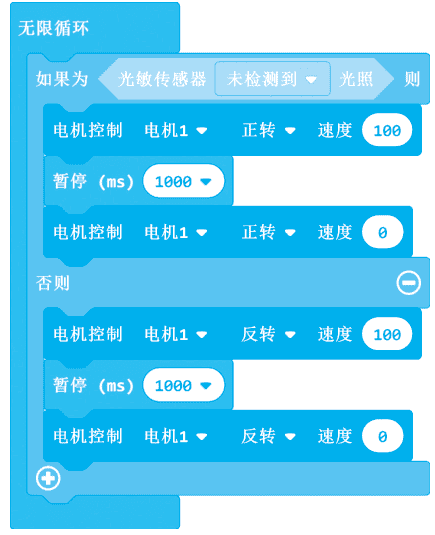 无限循环
如果为 光敏传感器 未检测到 光照 则
电机控制 电机1 正转 速度 100
暂停 (ms) 1000
电机控制 电机1 正转 速度 0
否则
电机控制 电机1 反转 速度 100
暂停 (ms) 1000
电机控制 电机1 反转 速度 0